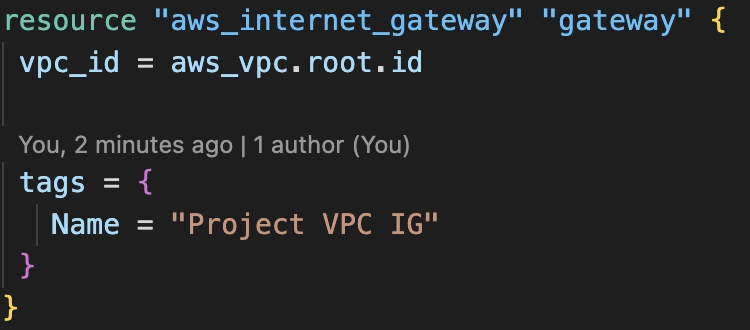 resource "aws_internet_gateway" "gateway" {
vpc_id = aws_vpc.root.id
You, 2 minutes ago | 1 author (You)
tags = {
Name = "Project VPC IG"
}
}